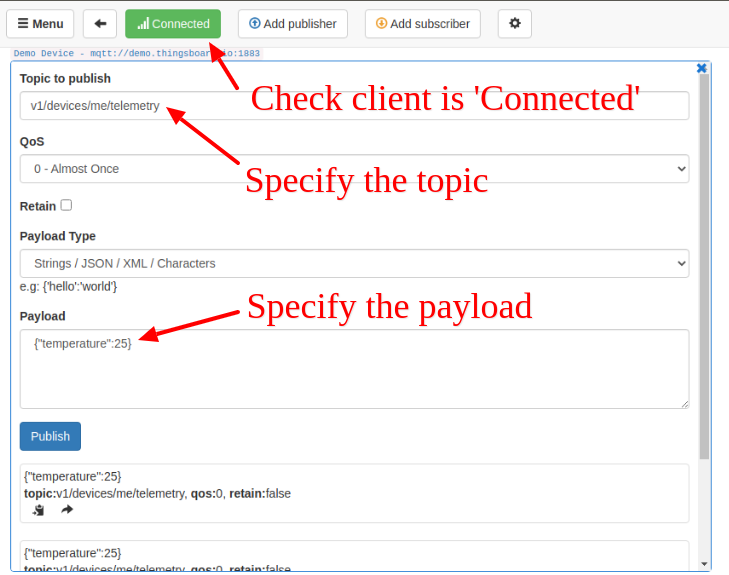 Menu
Connected
Add publisher
Add subscriber
Demo Device - mqtt://demo.thingsboard.io:1883
Topic to publish
v1/devices/me/telemetry
Check client is 'Connected'
QoS
0 - Almost Once
Specify the topic
Retain
Payload Type
Strings / JSON / XML / Characters
e.g: {'hello':'world'}
Payload
Specify the payload
{"temperature":25}
Publish
{"temperature":25}
topic:v1/devices/me/telemetry, qos:0, retain:false
{"temperature":25}
topic:v1/devices/me/telemetry, qos:0, retain:false